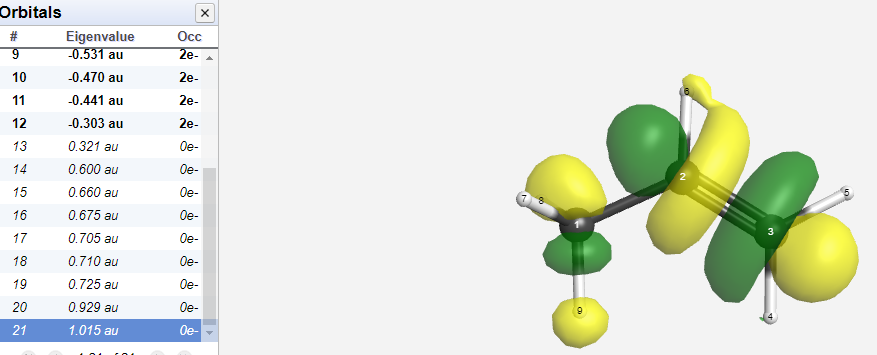 Orbitals
# Eigenvalue Occ
9 -0.531 au 2e-
10 -0.470 au 2e-
11 -0.441 au 2e-
12 -0.303 au 2e-
13 0.321 au 0e-
14 0.600 au 0e-
15 0.660 au 0e-
16 0.675 au 0e-
17 0.705 au 0e-
18 0.710 au 0e-
19 0.725 au 0e-
20 0.929 au 0e-
21 1.015 au 0e-
6
2
7 8
5
1
3
9
4